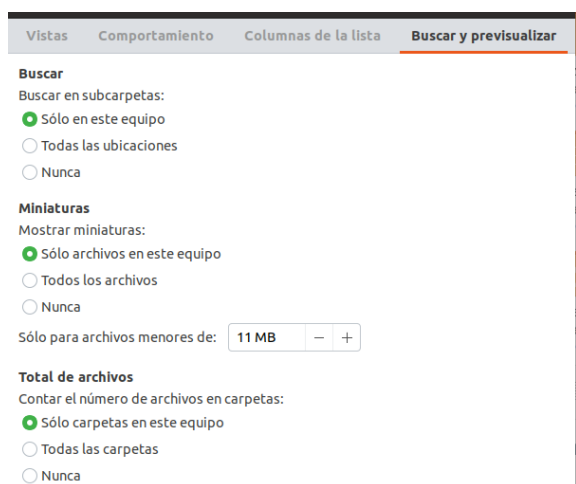 Vistas Comportamiento Columnas de la lista Buscar y previsualizar
Buscar
Buscar en subcarpetas:
Sólo en este equipo
Todas las ubicaciones
Nunca
Miniaturas
Mostrar miniaturas:
Sólo archivos en este equipo
Todos los archivos
Nunca
Sólo para archivos menores de: 11 MB − +
Total de archivos
Contar el número de archivos en carpetas:
Sólo carpetas en este equipo
Todas las carpetas
Nunca